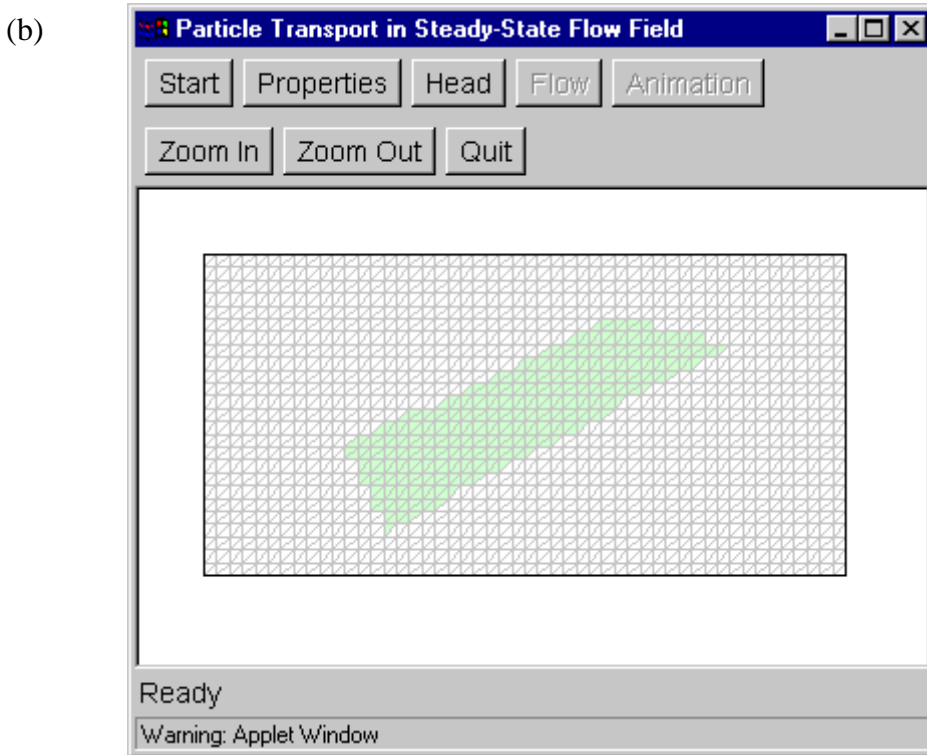 (b)
Particle Transport in Steady-State Flow Field
Start Properties Head Flow Animation
Zoom In Zoom Out Quit
Ready
Warning: Applet Window